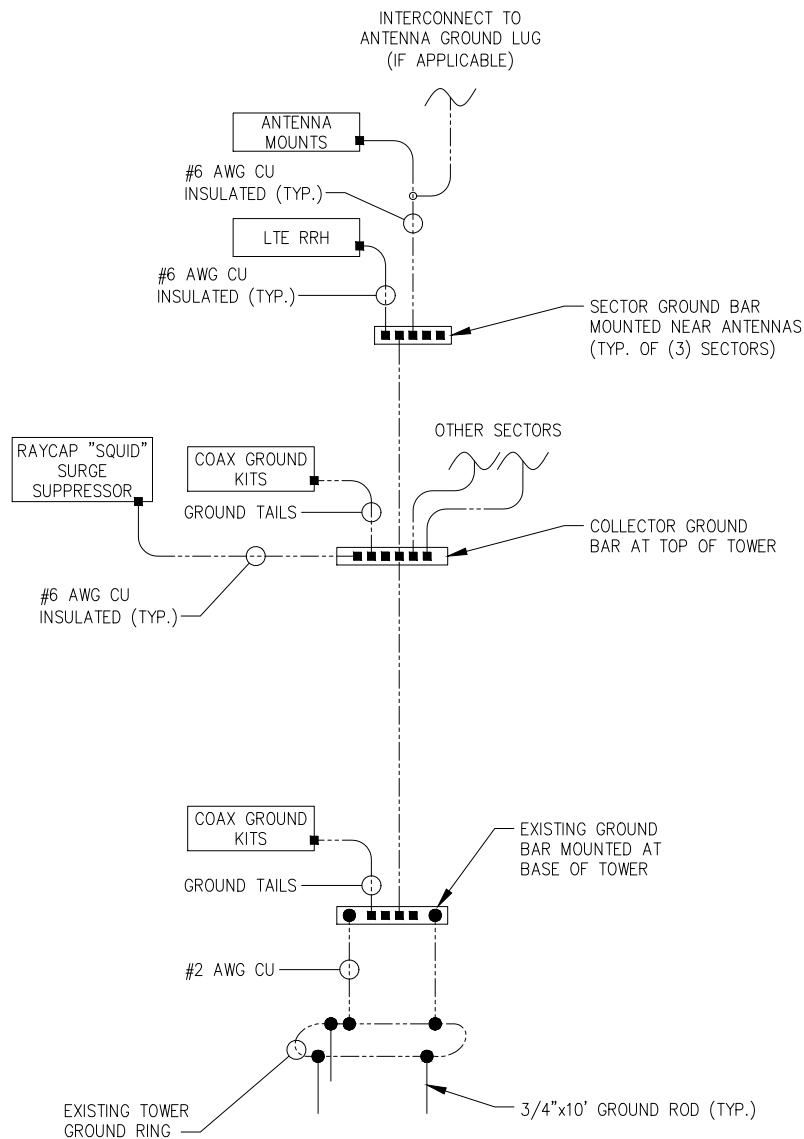 INTERCONNECT TO
ANTENNA GROUND LUG
(IF APPLICABLE)
ANTENNA
MOUNTS
#6 AWG CU
INSULATED (TYP.)
LTE RRH
#6 AWG CU
INSULATED (TYP.)
SECTOR GROUND BAR
MOUNTED NEAR ANTENNAS
(TYP. OF (3) SECTORS)
OTHER SECTORS
RAYCAP "SQUID"
SURGE
SUPPRESSOR
COAX GROUND
KITS
GROUND TAILS
COLLECTOR GROUND
BAR AT TOP OF TOWER
#6 AWG CU
INSULATED (TYP.)
COAX GROUND
KITS
EXISTING GROUND
BAR MOUNTED AT
BASE OF TOWER
GROUND TAILS
#2 AWG CU
EXISTING TOWER
GROUND RING
3/4"x10' GROUND ROD (TYP.)